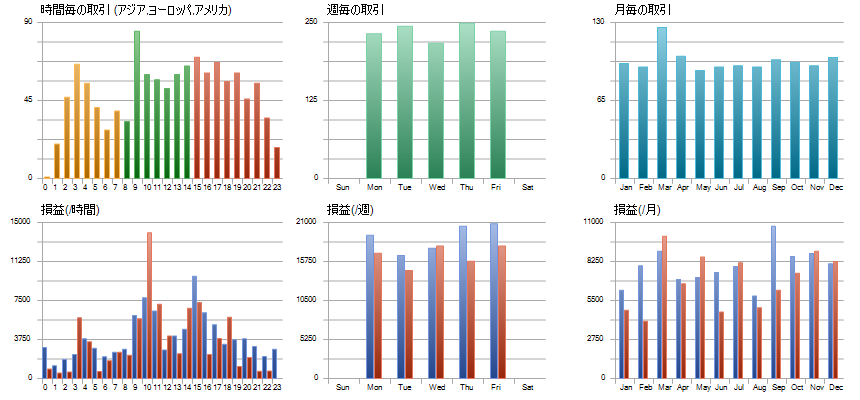 時間毎の取引 (アジア,ヨーロッパ,アメリカ)
90
45
0
0 1 2 3 4 5 6 7 8 9 10 11 12 13 14 15 16 17 18 19 20 21 22 23
週毎の取引
250
125
0
Sun Mon Tue Wed Thu Fri Sat
月毎の取引
130
65
0
Jan Feb Mar Apr May Jun Jul Aug Sep Oct Nov Dec
損益(/時間)
15000
11250
7500
3750
0
0 1 2 3 4 5 6 7 8 9 10 11 12 13 14 15 16 17 18 19 20 21 22 23
損益(/週)
21000
15750
10500
5250
0
Sun Mon Tue Wed Thu Fri Sat
損益(/月)
11000
8250
5500
2750
0
Jan Feb Mar Apr May Jun Jul Aug Sep Oct Nov Dec